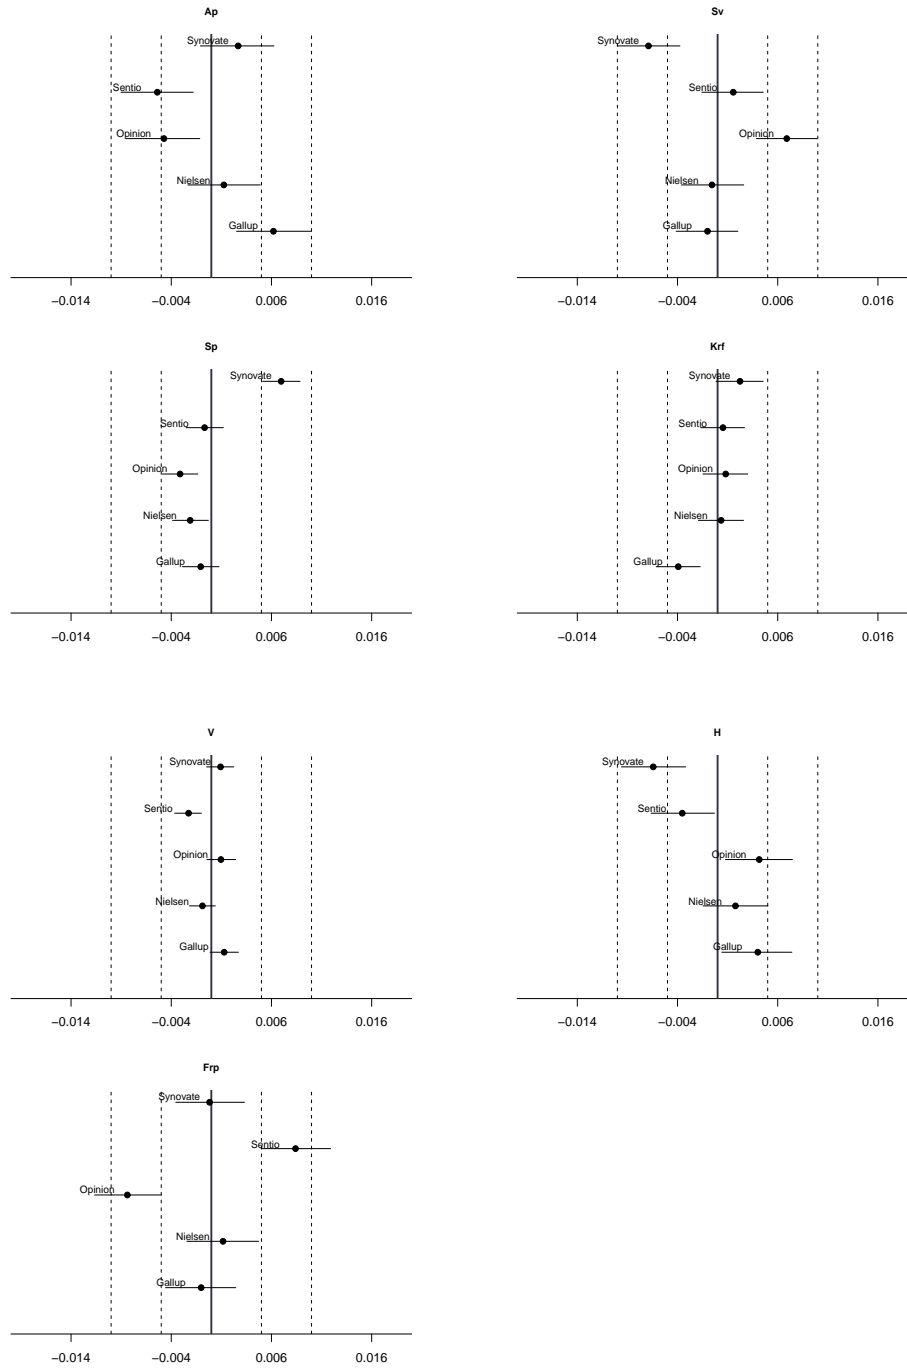 Ap
Synovate
Sentio
Opinion
Nielsen
Gallup
−0.014 −0.004 0.006 0.016
Sv
Synovate
Sentio
Opinion
Nielsen
Gallup
−0.014 −0.004 0.006 0.016
Sp
Synovate
Sentio
Opinion
Nielsen
Gallup
−0.014 −0.004 0.006 0.016
Krf
Synovate
Sentio
Opinion
Nielsen
Gallup
−0.014 −0.004 0.006 0.016
V
Synovate
Sentio
Opinion
Nielsen
Gallup
−0.014 −0.004 0.006 0.016
H
Synovate
Sentio
Opinion
Nielsen
Gallup
−0.014 −0.004 0.006 0.016
Frp
Synovate
Sentio
Opinion
Nielsen
Gallup
−0.014 −0.004 0.006 0.016